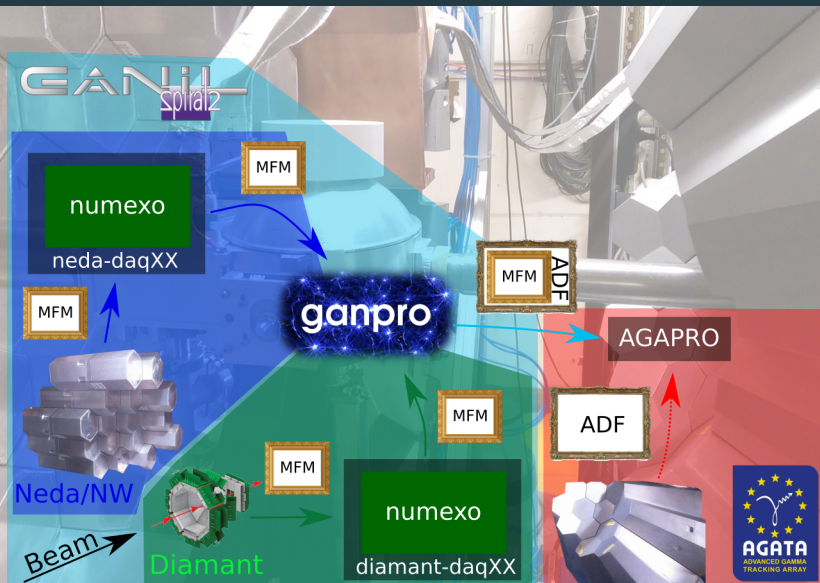 GANIL
spiral2
MFM
numexo
neda-daqXX
MFM
Neda/NW
ganpro
MFM
ADF
AGAPRO
MFM
ADF
MFM
numexo
diamant-daqXX
Diamant
Beam
AGATA
ADVANCED GAMMA
TRACKING ARRAY